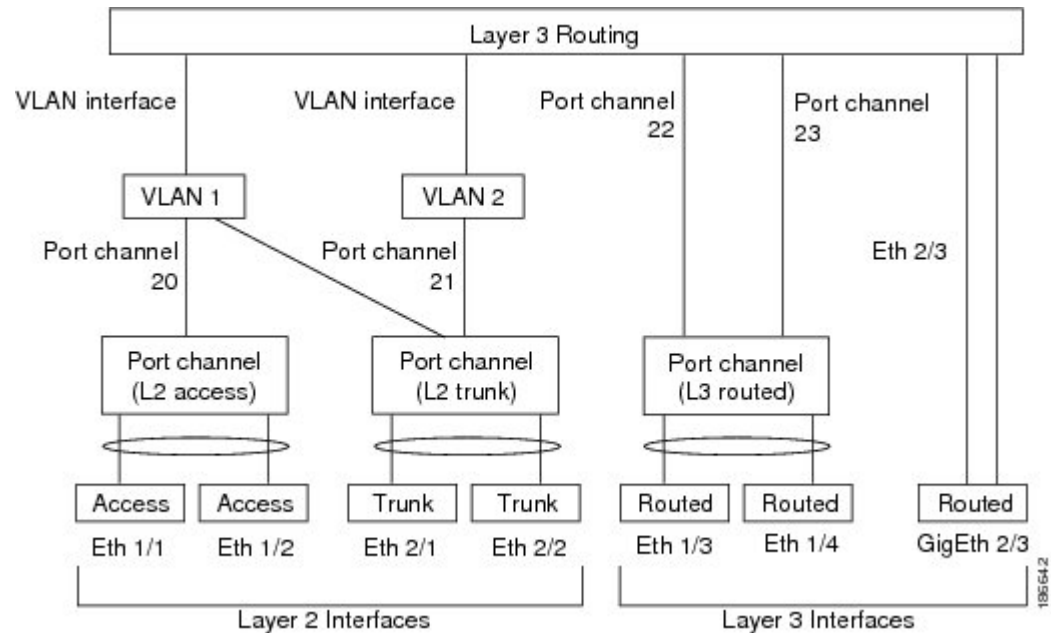 Layer 3 Routing
VLAN interface
VLAN interface
Port channel
22
Port channel
23
VLAN 1
VLAN 2
Port channel
20
Port channel
21
Eth 2/3
Port channel
(L2 access)
Port channel
(L2 trunk)
Port channel
(L3 routed)
Access
Access
Trunk
Trunk
Routed
Routed
Routed
Eth 1/1
Eth 1/2
Eth 2/1
Eth 2/2
Eth 1/3
Eth 1/4
GigEth 2/3
Layer 2 Interfaces
Layer 3 Interfaces
186642